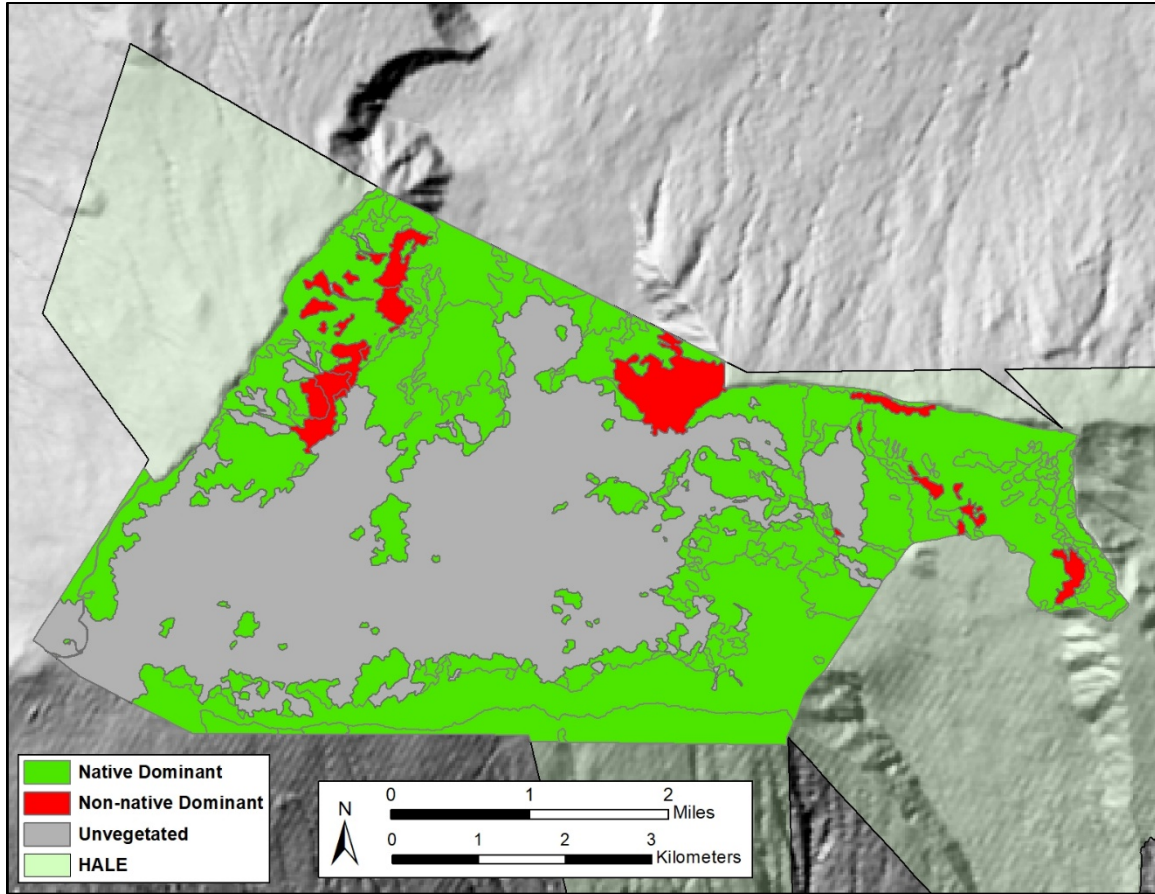 Native Dominant
Non-native Dominant
Unvegetated
HALE
N
0 1 2
Miles
0 1 2 3
Kilometers